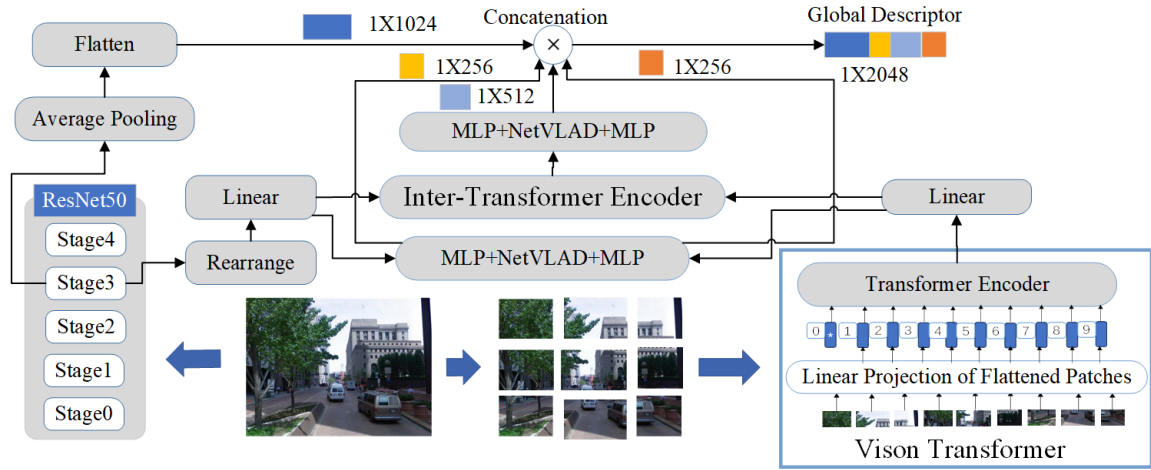 Concatenation
Global Descriptor
Flatten
1X1024
×
1X256
1X256
1X2048
1X512
Average Pooling
MLP+NetVLAD+MLP
ResNet50
Linear
Inter-Transformer Encoder
Linear
Stage4
Rearrange
MLP+NetVLAD+MLP
Stage3
Transformer Encoder
Stage2
0 * 1 2 3 4 5 6 7 8 9
Stage1
Linear Projection of Flattened Patches
Stage0
Vison Transformer